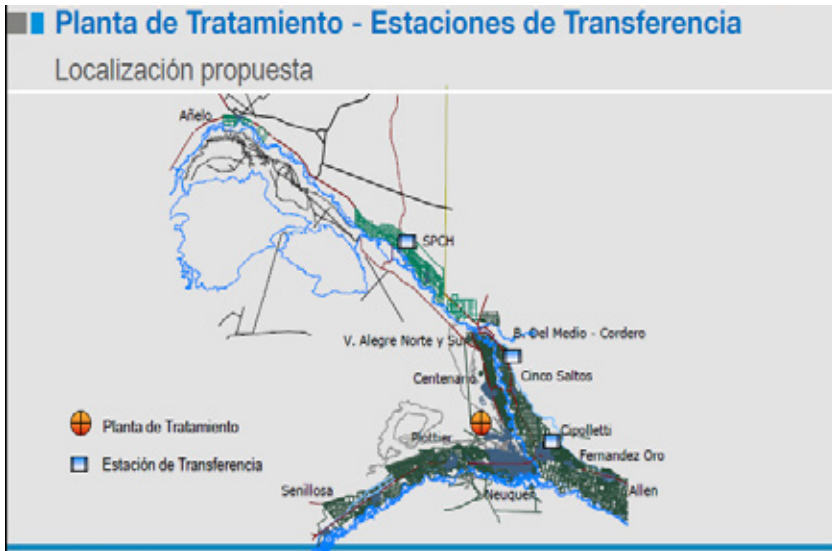 Planta de Tratamiento - Estaciones de Transferencia
Localización propuesta
Añelo
SPCH
B. Del Medio - Cordero
V. Alegre Norte y Sur
Centenario
Cinco Saltos
Planta de Tratamiento
Cipolletti
Plottier
Fernandez Oro
Estación de Transferencia
Senillosa
Neuquen
Allen